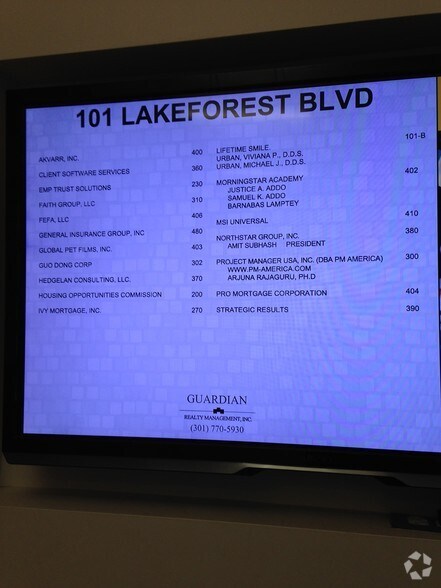 101 LAKEFOREST BLVD
AKVARR, INC. 400
CLIENT SOFTWARE SERVICES 360
EMP TRUST SOLUTIONS 230
FAITH GROUP, LLC 310
FEFA, LLC 406
GENERAL INSURANCE GROUP, INC 480
GLOBAL PET FILMS, INC. 403
GUO DONG CORP 302
HEDGELAN CONSULTING, LLC. 370
HOUSING OPPORTUNITIES COMMISSION 200
IVY MORTGAGE, INC. 270
101-B
LIFETIME SMILE
URBAN, VIVIANA P., D.D.S.
URBAN, MICHAEL J., D.D.S.
MORNINGSTAR ACADEMY 402
JUSTICE A. ADDO
SAMUEL K. ADDO
BARNABAS LAMPTEY
MSI UNIVERSAL 410
NORTHSTAR GROUP, INC. 380
AMIT SUBHASH PRESIDENT
PROJECT MANAGER USA, INC. (DBA PM AMERICA) 300
WWW.PM-AMERICA.COM
ARJUNA RAJAGURU, PH.D
PRO MORTGAGE CORPORATION 404
STRATEGIC RESULTS 390
GUARDIAN
REALTY MANAGEMENT, INC.
(301) 770-5930